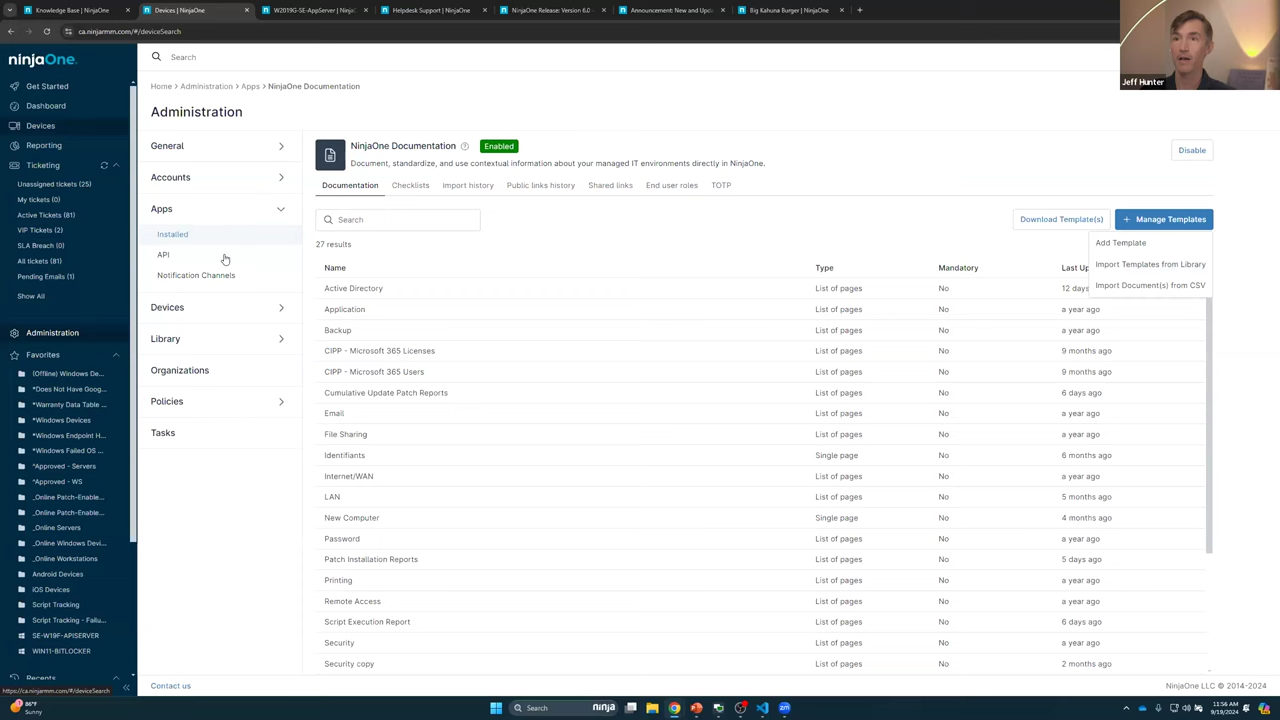 Knowledge Base | NinjaOne
Devices | NinjaOne
W2019G-SE-AppServer | NinjaOne
Helpdesk Support | NinjaOne
NinjaOne Release: Version 6.0
Announcement: New and Upda
Big Kahuna Burger | NinjaOne
ca.ninjarmm.com/#/deviceSearch
ninjaOne.
Search
Jeff Hunter
Get Started
Dashboard
Devices
Reporting
Ticketing
Unassigned tickets (25)
My tickets (0)
Active Tickets (81)
VIP Tickets (2)
SLA Breach (0)
All tickets (81)
Pending Emails (1)
Show All
Administration
Favorites
(Offline) Windows De...
*Does Not Have Goog...
*Warranty Data Table ...
*Windows Devices
*Windows Endpoint H...
*Windows Failed OS ...
^Approved - Servers
^Approved - WS
_Online Patch-Enable...
_Online Patch-Enable...
_Online Servers
_Online Windows Devi...
_Online Workstations
Android Devices
iOS Devices
Script Tracking
Script Tracking - Failu...
SE-W19F-APISERVER
WIN11-BITLOCKER
Recents
https://ca.ninjarmm.com/#/deviceSearch
Home > Administration > Apps > NinjaOne Documentation
Administration
General
Accounts
Apps
Installed
API
Notification Channels
Devices
Library
Organizations
Policies
Tasks
NinjaOne Documentation Enabled
Document, standardize, and use contextual information about your managed IT environments directly in NinjaOne.
Disable
Documentation Checklists Import history Public links history Shared links End user roles TOTP
Search
Download Template(s) + Manage Templates
Add Template
Import Templates from Library
Import Document(s) from CSV
27 results
Name Type Mandatory Last Up
Active Directory List of pages No 12 days
Application List of pages No a year ago
Backup List of pages No a year ago
CIPP - Microsoft 365 Licenses List of pages No 9 months ago
CIPP - Microsoft 365 Users List of pages No 9 months ago
Cumulative Update Patch Reports List of pages No 6 days ago
Email List of pages No a year ago
File Sharing List of pages No a year ago
Identifiants Single page No 6 months ago
Internet/WAN List of pages No a year ago
LAN List of pages No 5 months ago
New Computer Single page No 4 months ago
Password List of pages No a year ago
Patch Installation Reports List of pages No 5 days ago
Printing List of pages No a year ago
Remote Access List of pages No a year ago
Script Execution Report List of pages No 6 days ago
Security List of pages No a year ago
Security copy List of pages No 2 months ago
Contact us
NinjaOne LLC © 2014-2024
86°F
Sunny
Search
ninja
zm
11:56 AM
9/19/2024